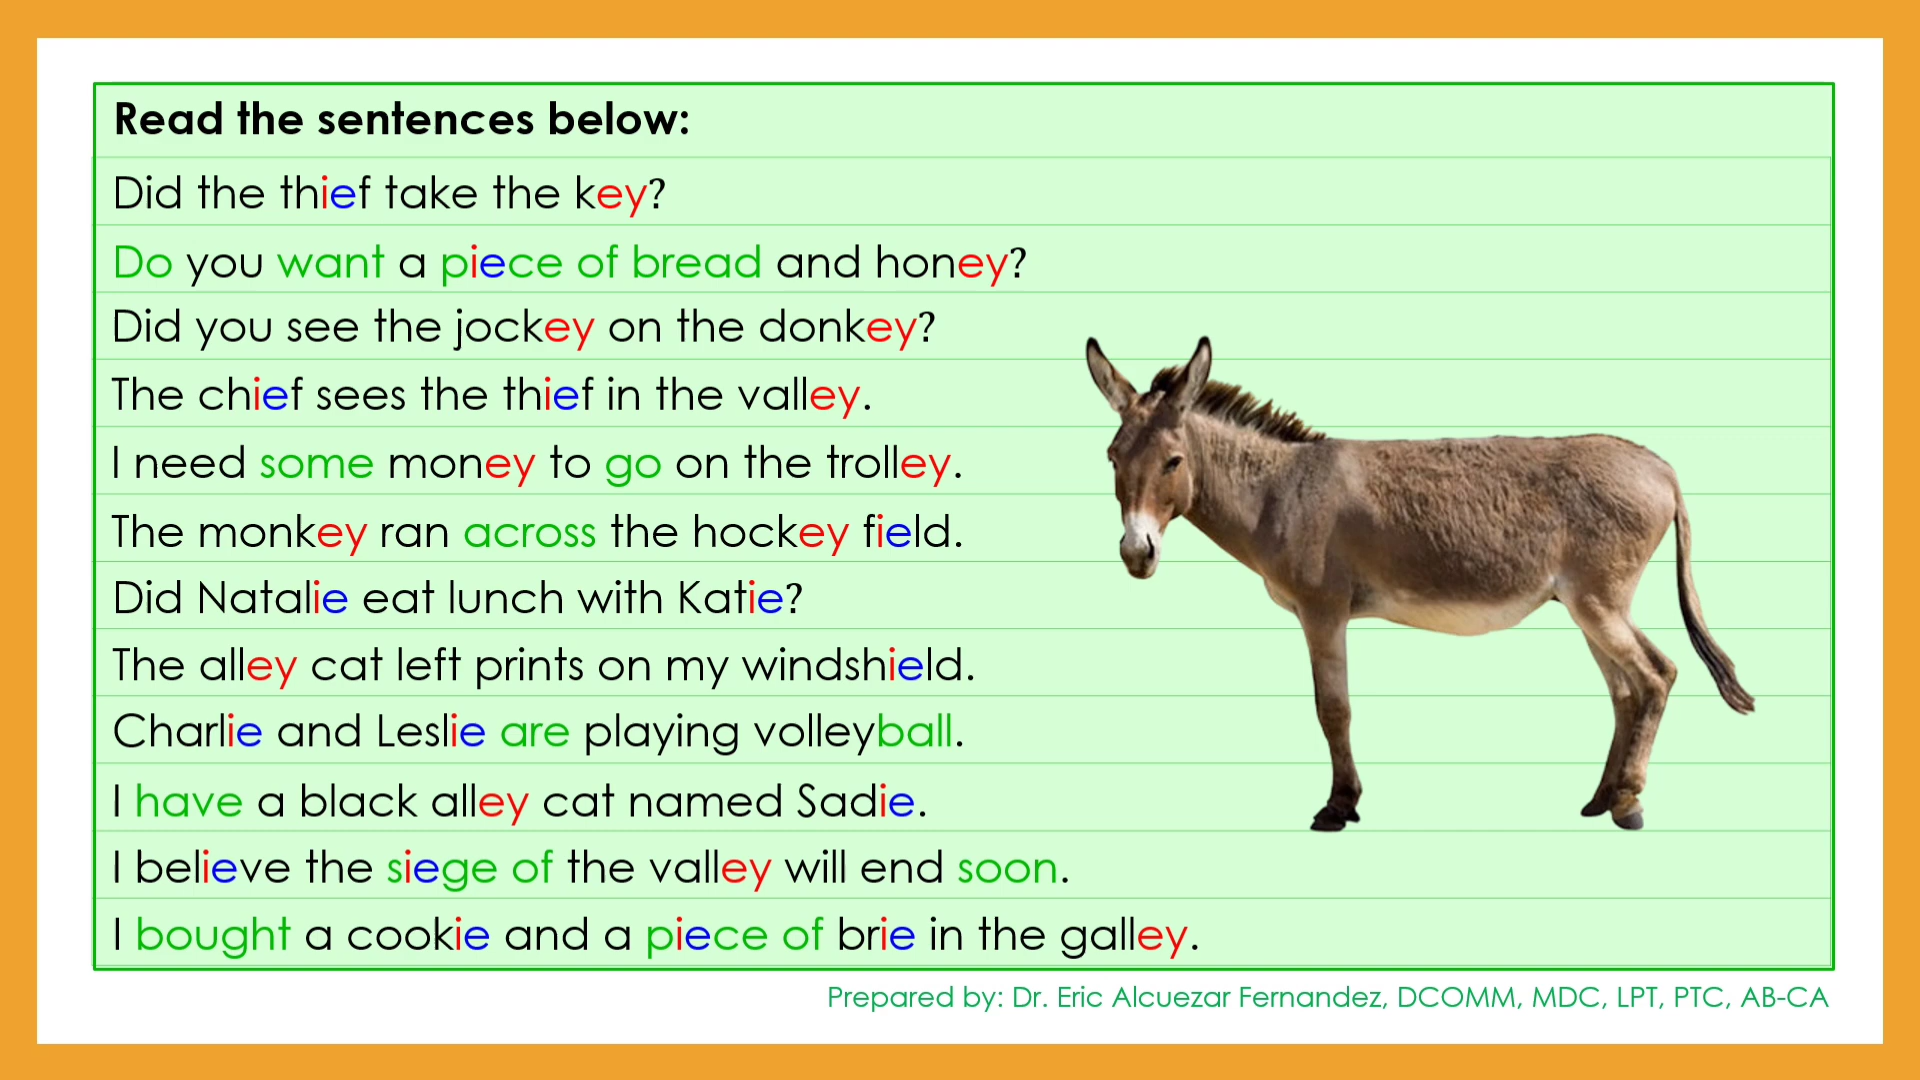 Read the sentences below:
Did the thief take the key?
Do you want a piece of bread and honey?
Did you see the jockey on the donkey?
The chief sees the thief in the valley.
I need some money to go on the trolley.
The monkey ran across the hockey field.
Did Natalie eat lunch with Katie?
The alley cat left prints on my windshield.
Charlie and Leslie are playing volleyball.
I have a black alley cat named Sadie.
I believe the siege of the valley will end soon.
I bought a cookie and a piece of brie in the galley.
Prepared by: Dr. Eric Alcuezar Fernandez, DCOMM, MDC, LPT, PTC, AB-CA